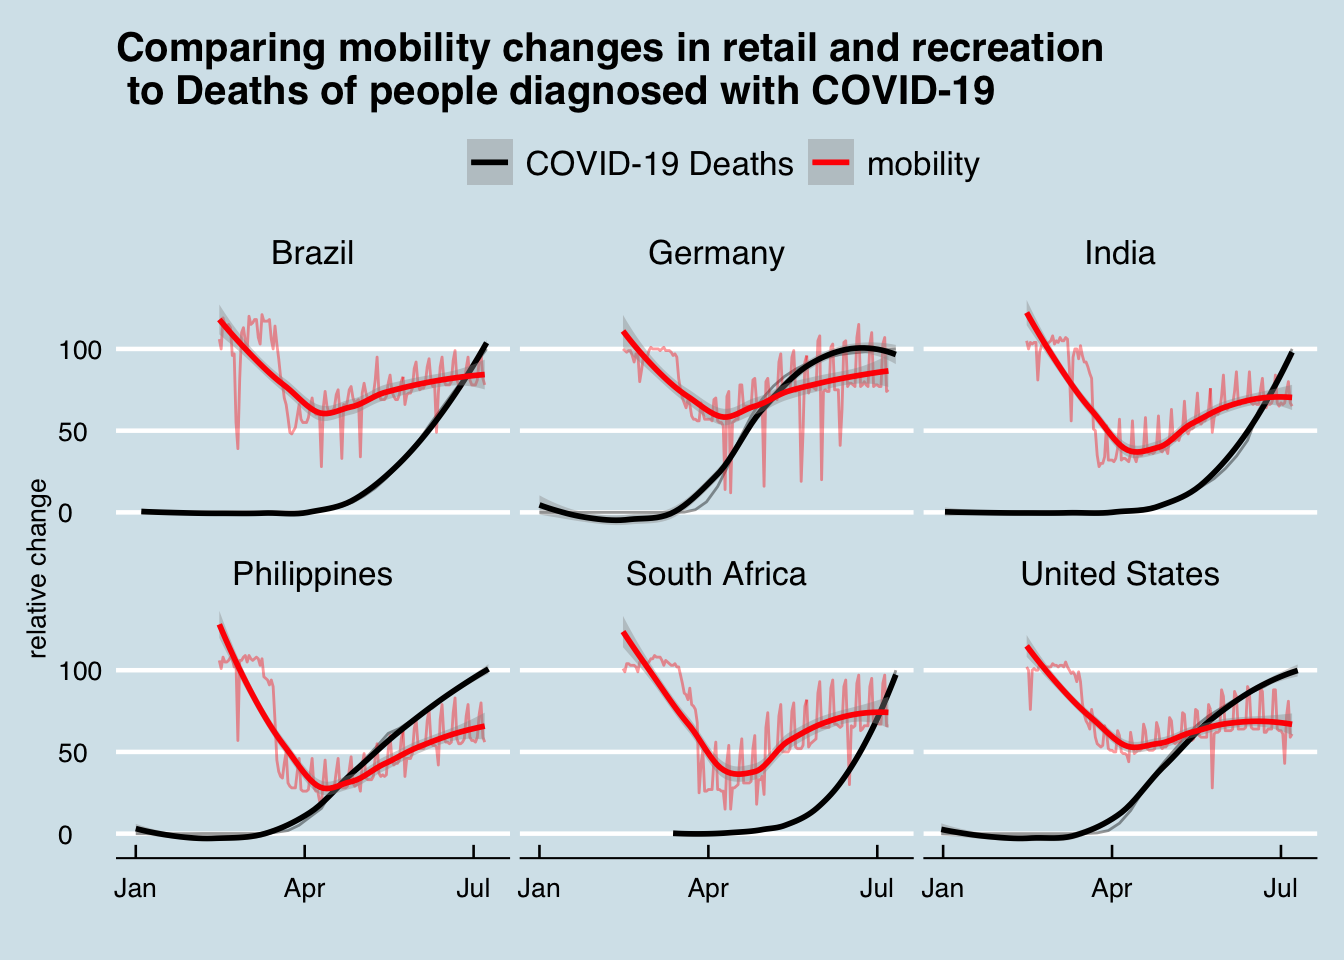 Comparing mobility changes in retail and recreation
to Deaths of people diagnosed with COVID-19
COVID-19 Deaths mobility
Brazil Germany India
100
50
0
relative change
Philippines South Africa United States
100
50
0
Jan Apr Jul Jan Apr Jul Jan Apr Jul